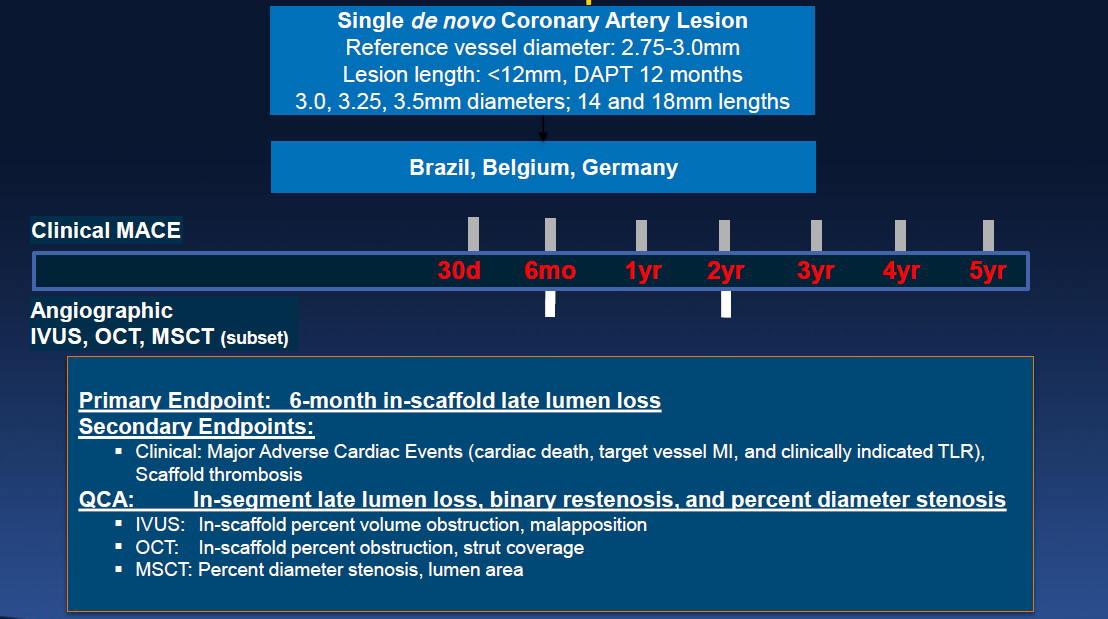 Single de novo Coronary Artery Lesion
Reference vessel diameter: 2.75-3.0mm
Lesion length: <12mm, DAPT 12 months
3.0, 3.25, 3.5mm diameters; 14 and 18mm lengths
Brazil, Belgium, Germany
Clinical MACE
30d 6mo 1yr 2yr 3yr 4yr 5yr
Angiographic
IVUS, OCT, MSCT (subset)
Primary Endpoint: 6-month in-scaffold late lumen loss
Secondary Endpoints:
▪ Clinical: Major Adverse Cardiac Events (cardiac death, target vessel MI, and clinically indicated TLR),
Scaffold thrombosis
QCA: In-segment late lumen loss, binary restenosis, and percent diameter stenosis
▪ IVUS: In-scaffold percent volume obstruction, malapposition
▪ OCT: In-scaffold percent obstruction, strut coverage
▪ MSCT: Percent diameter stenosis, lumen area